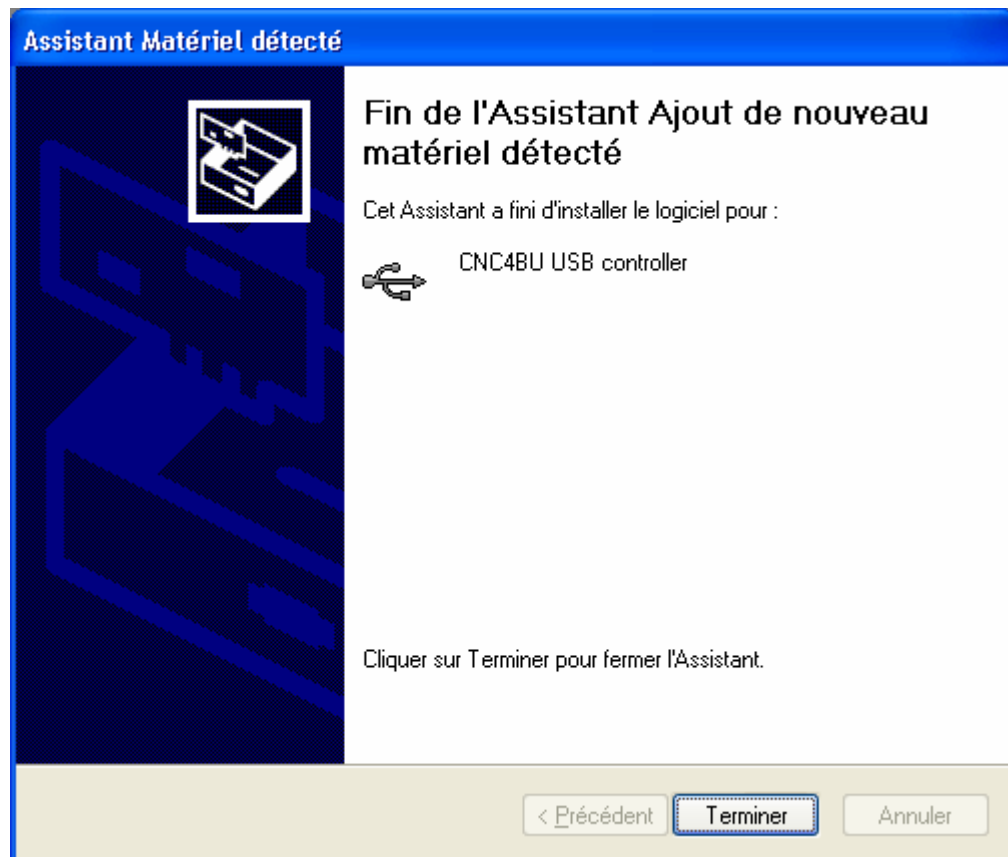 Assistant Matériel détecté
Fin de l'Assistant Ajout de nouveau
matériel détecté
Cet Assistant a fini d'installer le logiciel pour :
CNC4BU USB controller
Cliquer sur Terminer pour fermer l'Assistant.
< Précédent Terminer Annuler